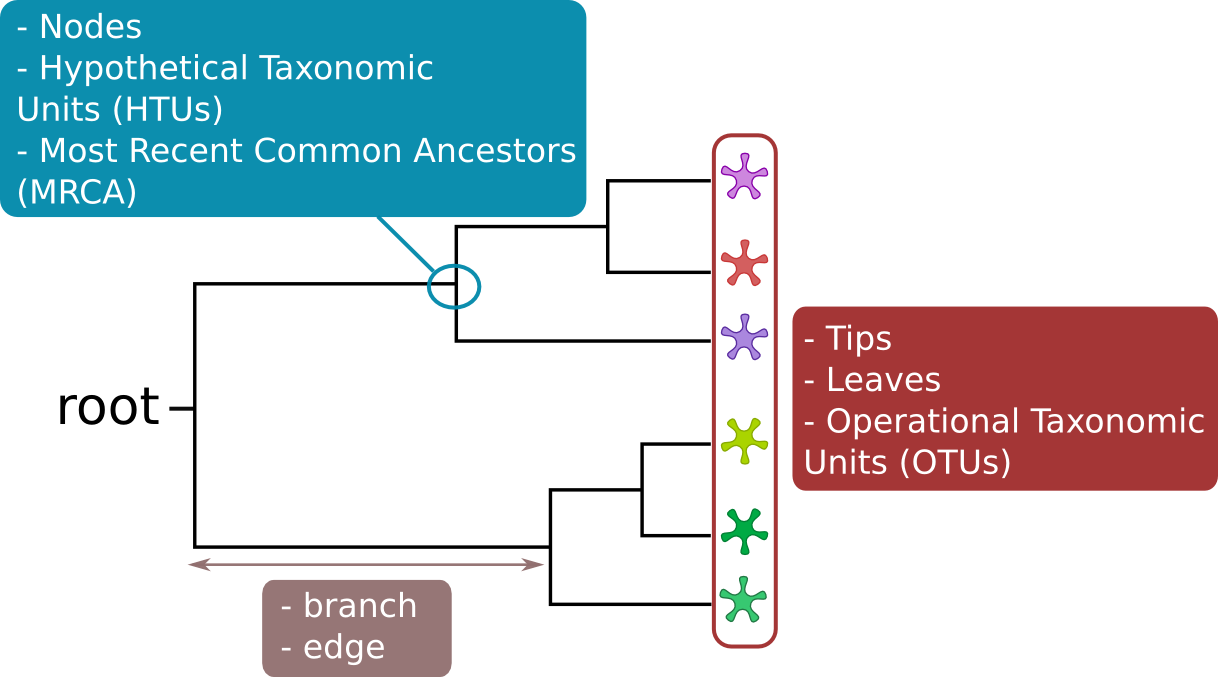 - Nodes
- Hypothetical Taxonomic
Units (HTUs)
- Most Recent Common Ancestors
(MRCA)
root
- Tips
- Leaves
- Operational Taxonomic
Units (OTUs)
- branch
- edge